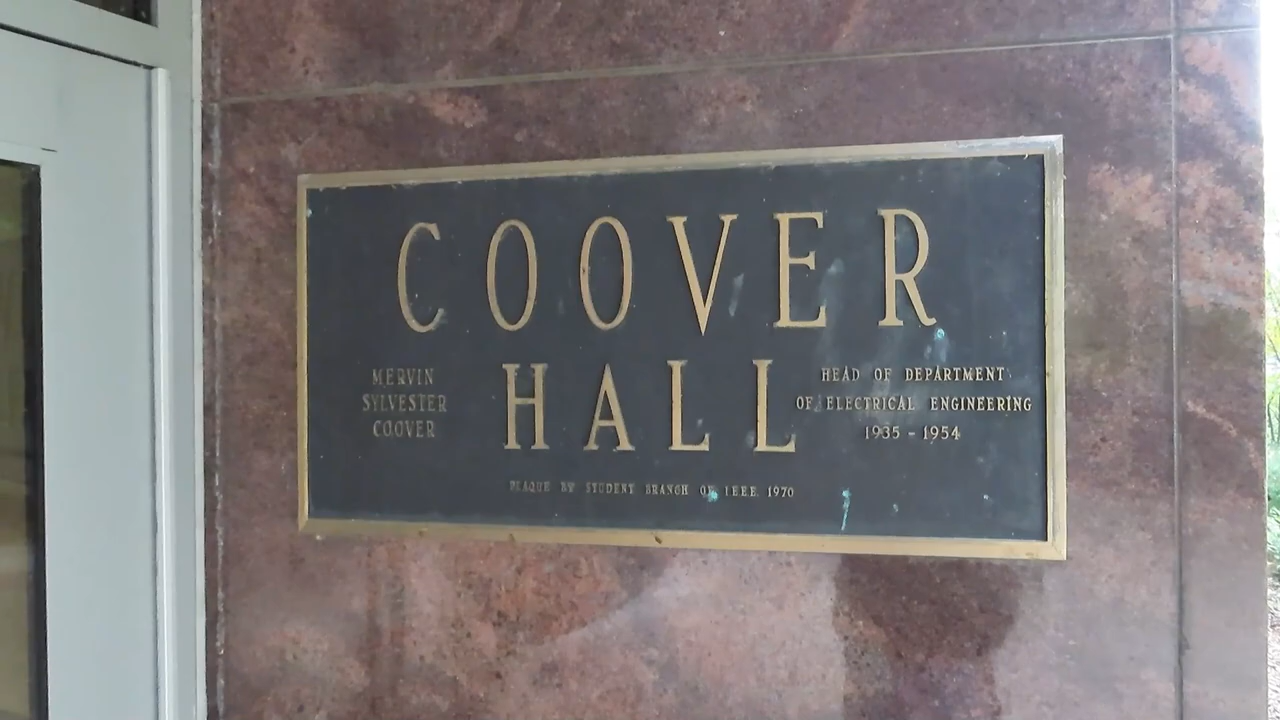 COOVER
HALL
MERVIN
SYLVESTER
COOVER
HEAD OF DEPARTMENT
OF ELECTRICAL ENGINEERING
1935 - 1954
PLAQUE BY STUDENT BRANCH OF I.E.E.E. 1970